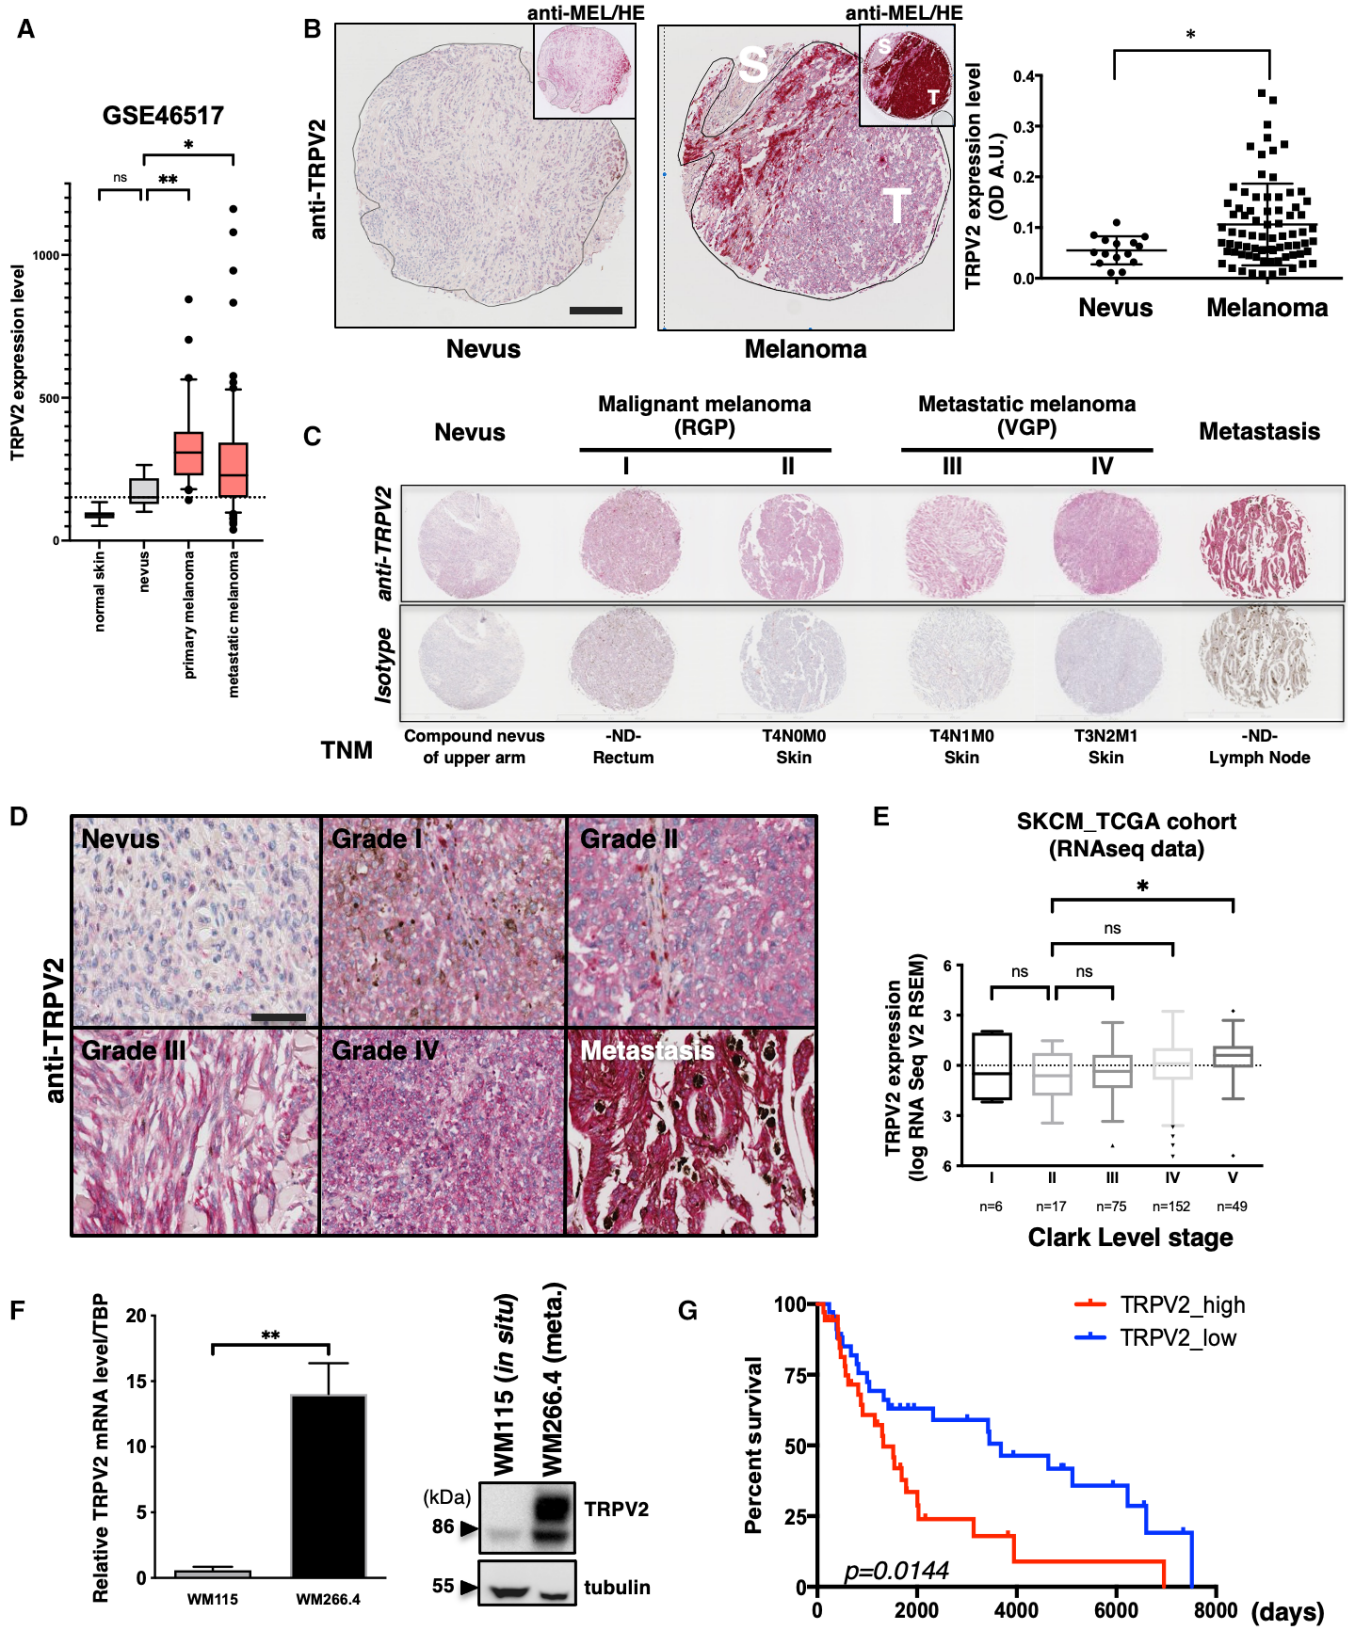 A
GSE46517
ns
**
*
TRPV2 expression level
1000
500
0
normal skin
nevus
primary melanoma
metastatic melanoma
B
anti-MEL/HE
anti-MEL/HE
anti-TRPV2
S
T
S
T
Nevus
Melanoma
*
TRPV2 expression level
(OD A.U.)
0.4
0.3
0.2
0.1
0.0
Nevus
Melanoma
C
Nevus
Malignant melanoma
(RGP)
Metastatic melanoma
(VGP)
Metastasis
I
II
III
IV
anti-TRPV2
Isotype
TNM
Compound nevus
of upper arm
-ND-
Rectum
T4N0M0
Skin
T4N1M0
Skin
T3N2M1
Skin
-ND-
Lymph Node
D
anti-TRPV2
Nevus
Grade I
Grade II
Grade III
Grade IV
Metastasis
E
SKCM_TCGA cohort
(RNAseq data)
*
ns
ns
ns
TRPV2 expression
(log RNA Seq V2 RSEM)
6
3
0
3
6
I
II
III
IV
V
n=6
n=17
n=75
n=152
n=49
Clark Level stage
F
Relative TRPV2 mRNA level/TBP
20
15
10
5
0
**
WM115
WM266.4
WM115 (in situ)
WM266.4 (meta.)
(kDa)
86
TRPV2
55
tubulin
G
TRPV2_high
TRPV2_low
Percent survival
100
75
50
25
0
p=0.0144
0
2000
4000
6000
8000
(days)